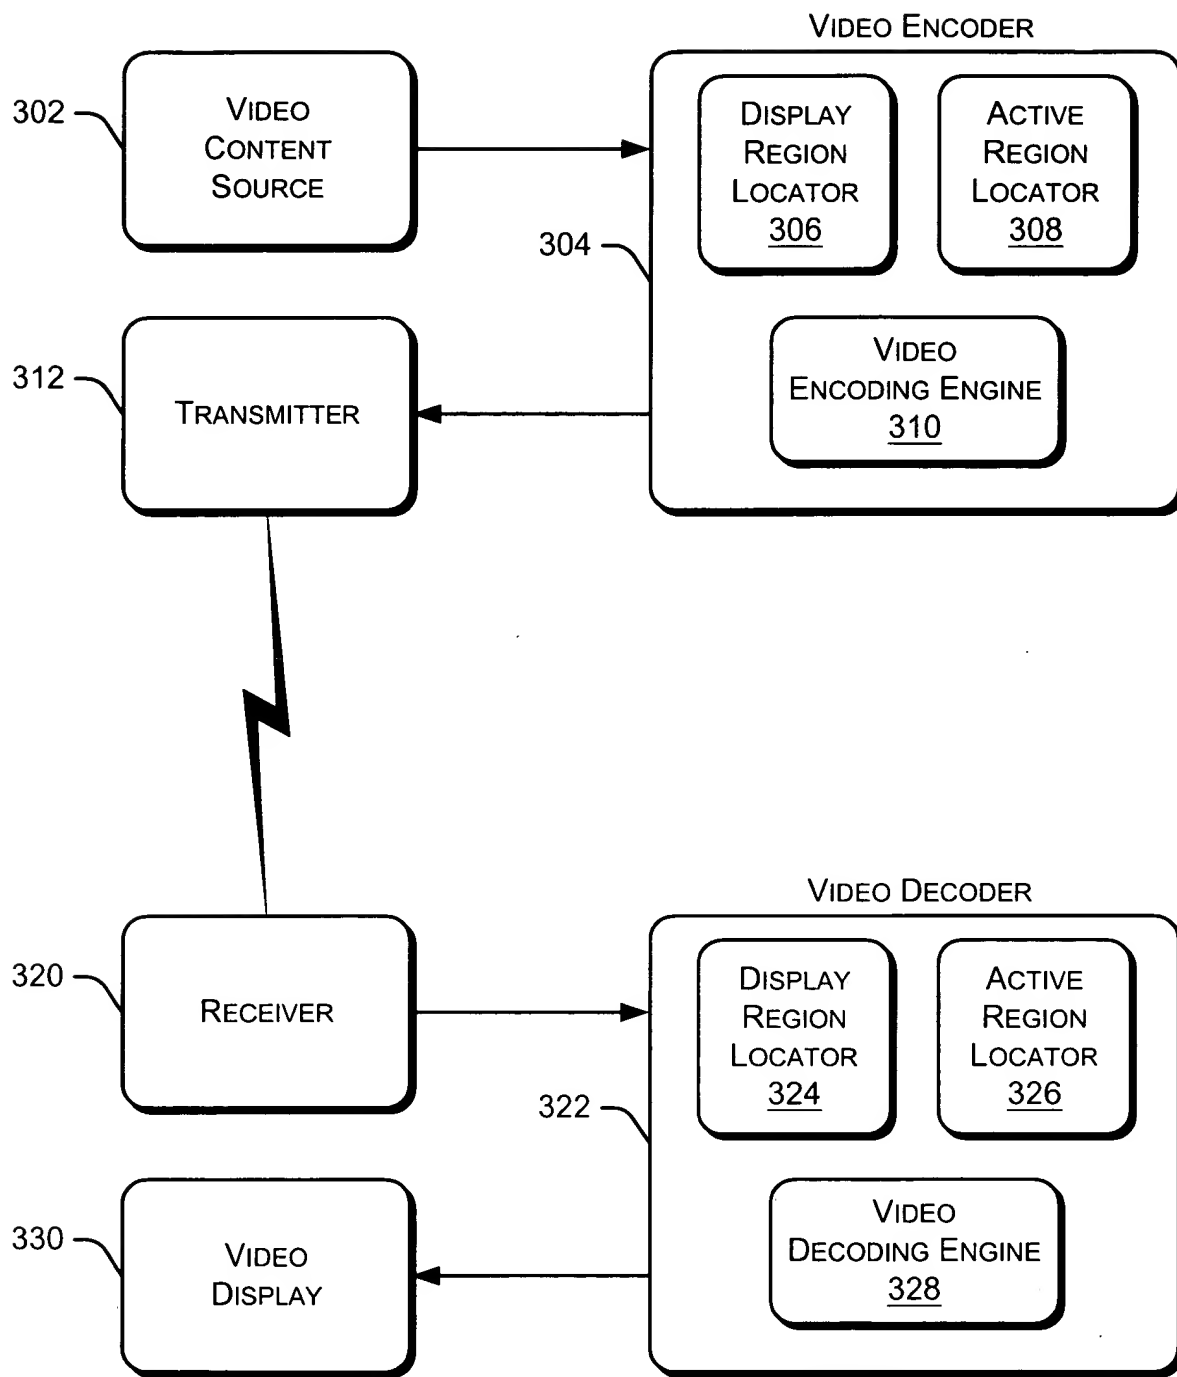 VIDEO ENCODER
302
VIDEO
CONTENT
SOURCE
DISPLAY
REGION
LOCATOR
306
ACTIVE
REGION
LOCATOR
308
304
312
TRANSMITTER
VIDEO
ENCODING ENGINE
310
VIDEO DECODER
320
RECEIVER
DISPLAY
REGION
LOCATOR
324
ACTIVE
REGION
LOCATOR
326
322
330
VIDEO
DISPLAY
VIDEO
DECODING ENGINE
328